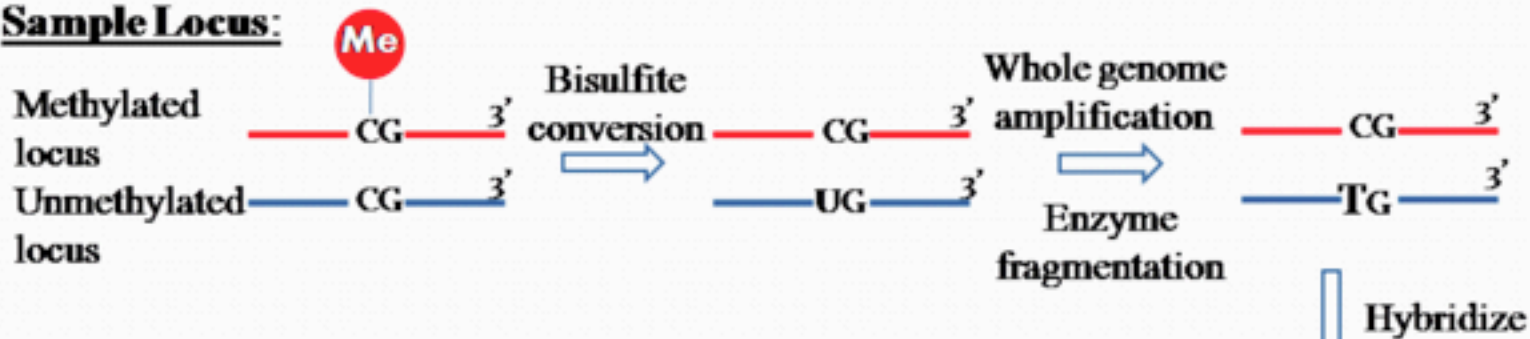 Sample Locus:
Me
Methylated
locus
CG
3'
Bisulfite
conversion
CG
3'
Whole genome
amplification
CG
3'
Unmethylated
locus
CG
3'
UG
3'
Enzyme
fragmentation
TG
3'
Hybridize